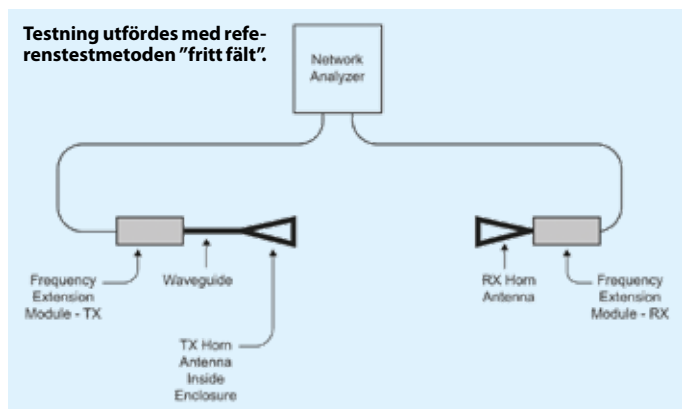 Testning utfördes med refe-
renstestmetoden ”fritt fält”.
Network
Analyzer
Frequency
Extension
Module - TX
Waveguide
TX Horn
Antenna
Inside
Enclosure
RX Horn
Antenna
Frequency
Extension
Module - RX